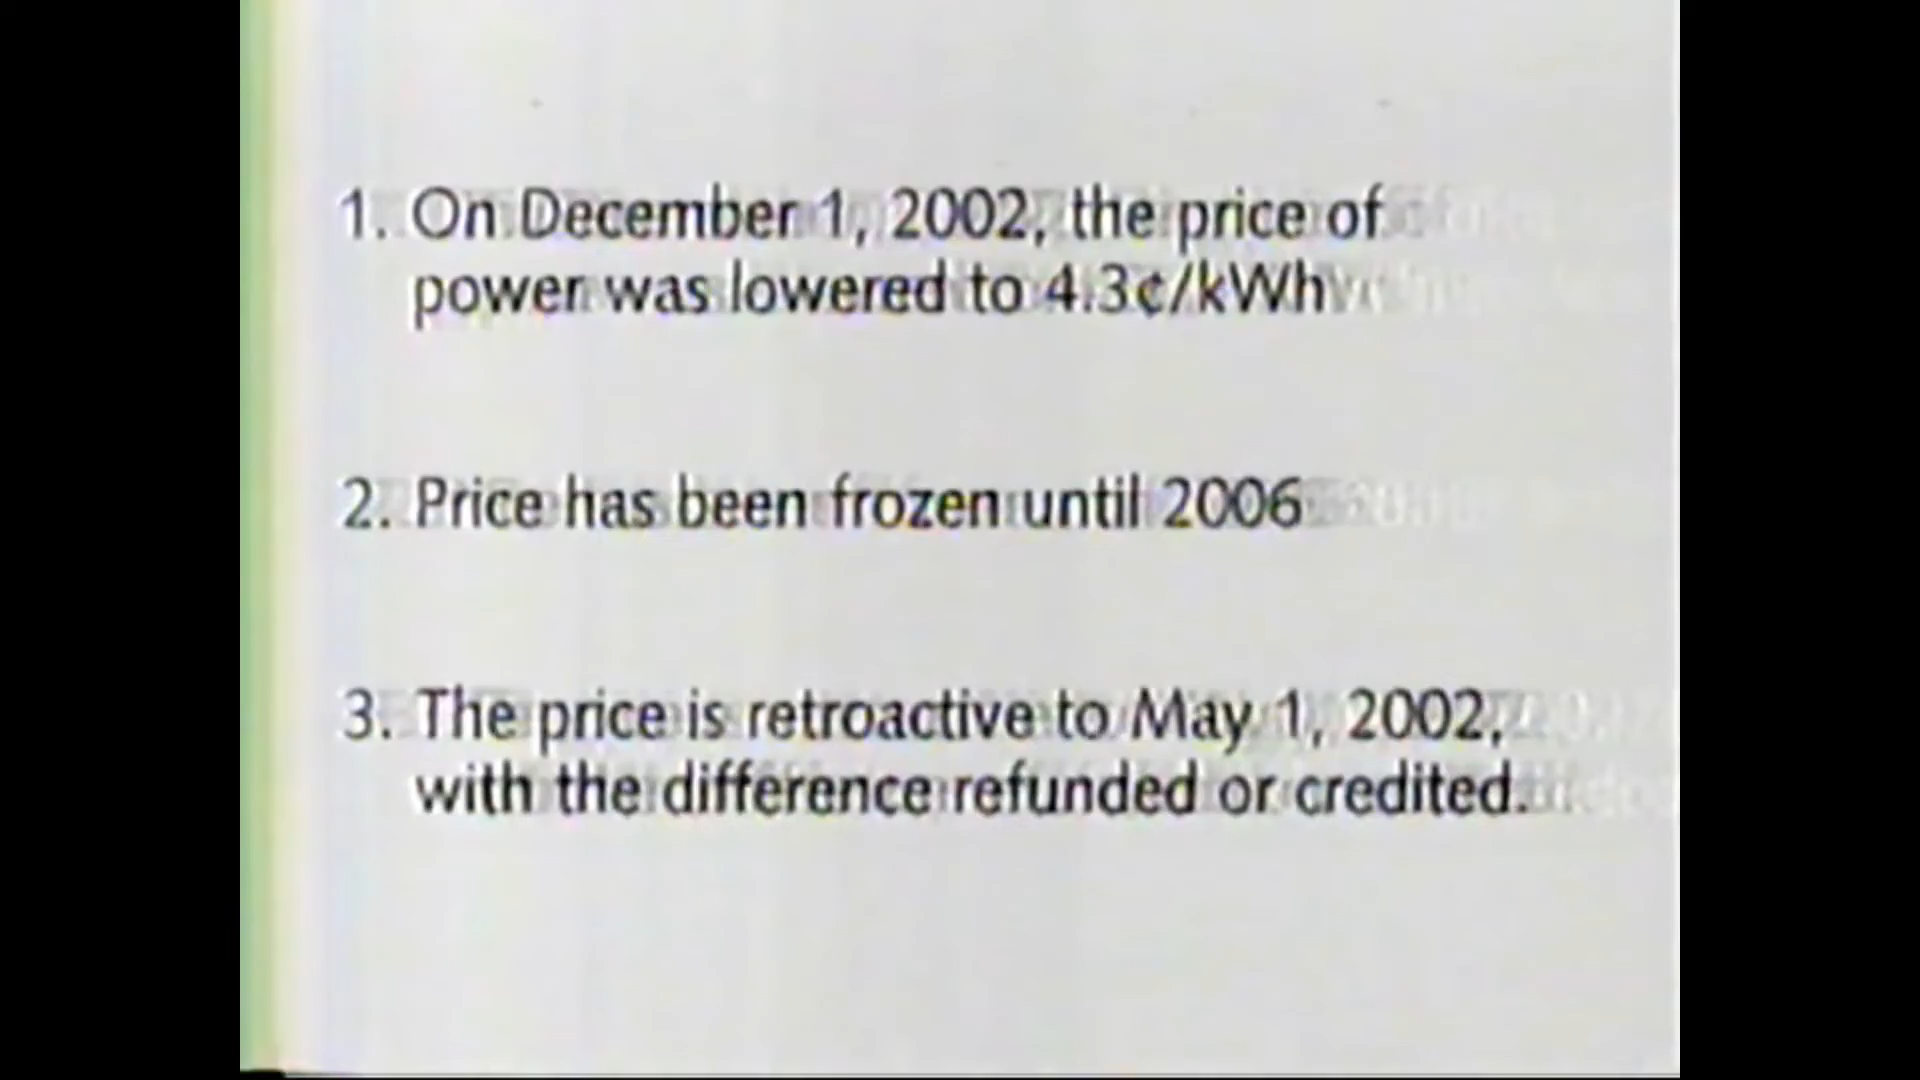 1. On December 1, 2002, the price of
power was lowered to 4.3¢/kWh
2. Price has been frozen until 2006
3. The price is retroactive to May 1, 2002,
with the difference refunded or credited.